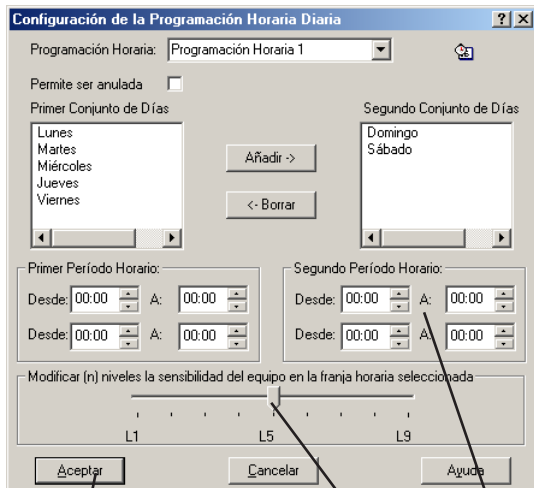 Configuración de la Programación Horaria Diaria
Programación Horaria: Programación Horaria 1
Permite ser anulada
Primer Conjunto de Días
Segundo Conjunto de Días
Lunes
Martes
Miércoles
Jueves
Viernes
Añadir ->
<- Borrar
Domingo
Sábado
Primer Período Horario:
Desde: 00:00 A: 00:00
Desde: 00:00 A: 00:00
Segundo Período Horario:
Desde: 00:00 A: 00:00
Desde: 00:00 A: 00:00
Modificar (n) niveles la sensibilidad del equipo en la franja horaria seleccionada
L1 L5 L9
Aceptar Cancelar Ayuda